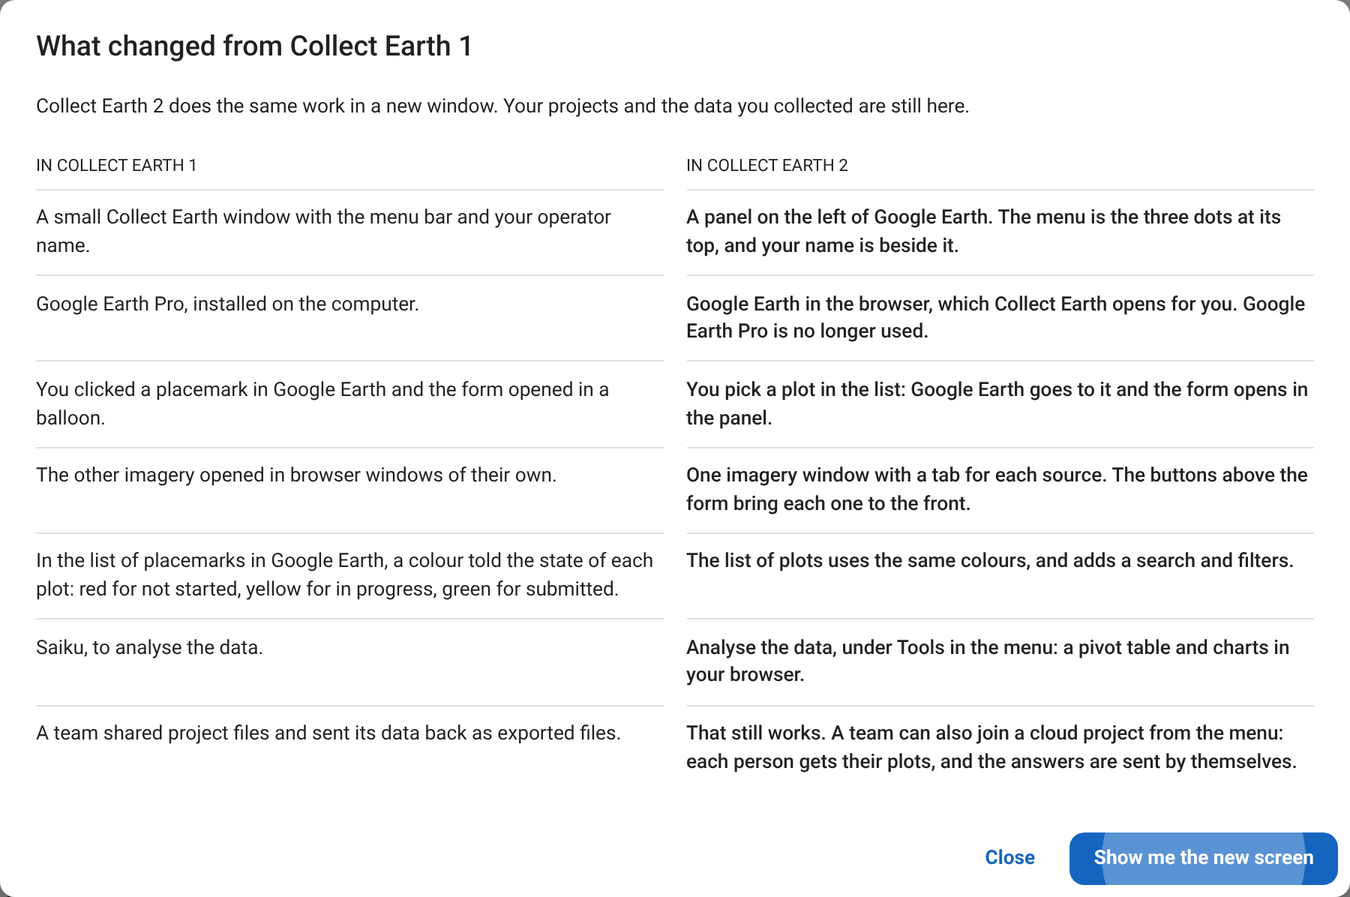 What changed from Collect Earth 1
Collect Earth 2 does the same work in a new window. Your projects and the data you collected are still here.
IN COLLECT EARTH 1
IN COLLECT EARTH 2
A small Collect Earth window with the menu bar and your operator
name.
A panel on the left of Google Earth. The menu is the three dots at its
top, and your name is beside it.
Google Earth Pro, installed on the computer.
Google Earth in the browser, which Collect Earth opens for you. Google
Earth Pro is no longer used.
You clicked a placemark in Google Earth and the form opened in a
balloon.
You pick a plot in the list: Google Earth goes to it and the form opens in
the panel.
The other imagery opened in browser windows of their own.
One imagery window with a tab for each source. The buttons above the
form bring each one to the front.
In the list of placemarks in Google Earth, a colour told the state of each
plot: red for not started, yellow for in progress, green for submitted.
The list of plots uses the same colours, and adds a search and filters.
Saiku, to analyse the data.
Analyse the data, under Tools in the menu: a pivot table and charts in
your browser.
A team shared project files and sent its data back as exported files.
That still works. A team can also join a cloud project from the menu:
each person gets their plots, and the answers are sent by themselves.
Close
Show me the new screen